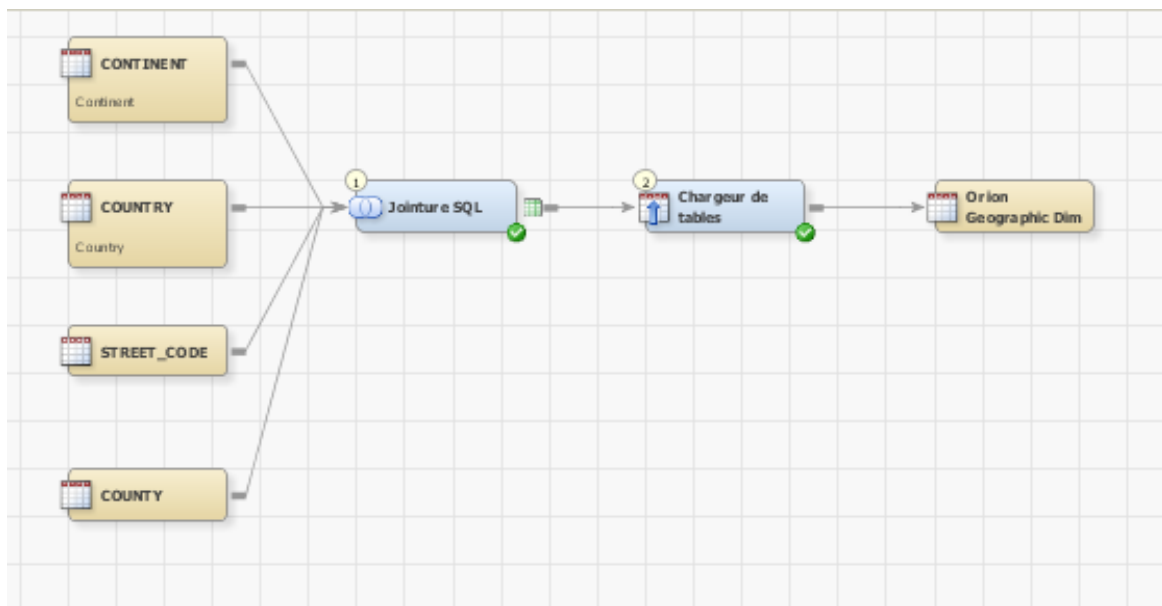 CONTINENT
Continent
COUNTRY
Country
STREET_CODE
COUNTY
1
Jointure SQL
2
Chargeur de
tables
Orion
Geographic Dim